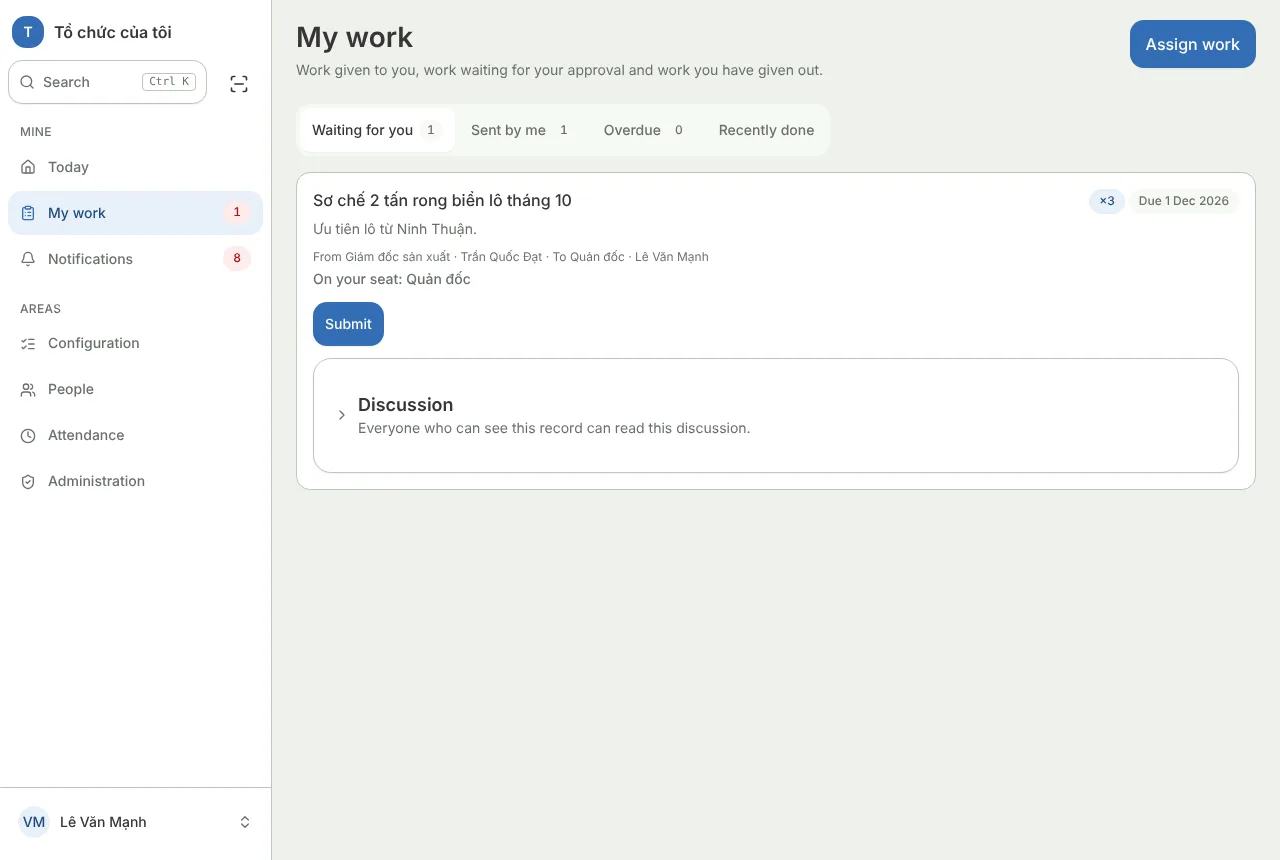 T Tổ chức của tôi
Search Ctrl K
MINE
Today
My work 1
Notifications 8
AREAS
Configuration
People
Attendance
Administration
VM Lê Văn Mạnh
My work
Work given to you, work waiting for your approval and work you have given out.
Assign work
Waiting for you 1 Sent by me 1 Overdue 0 Recently done
Sơ chế 2 tấn rong biển lô tháng 10 ×3 Due 1 Dec 2026
Ưu tiên lô từ Ninh Thuận.
From Giám đốc sản xuất · Trần Quốc Đạt · To Quản đốc · Lê Văn Mạnh
On your seat: Quản đốc
Submit
Discussion
Everyone who can see this record can read this discussion.